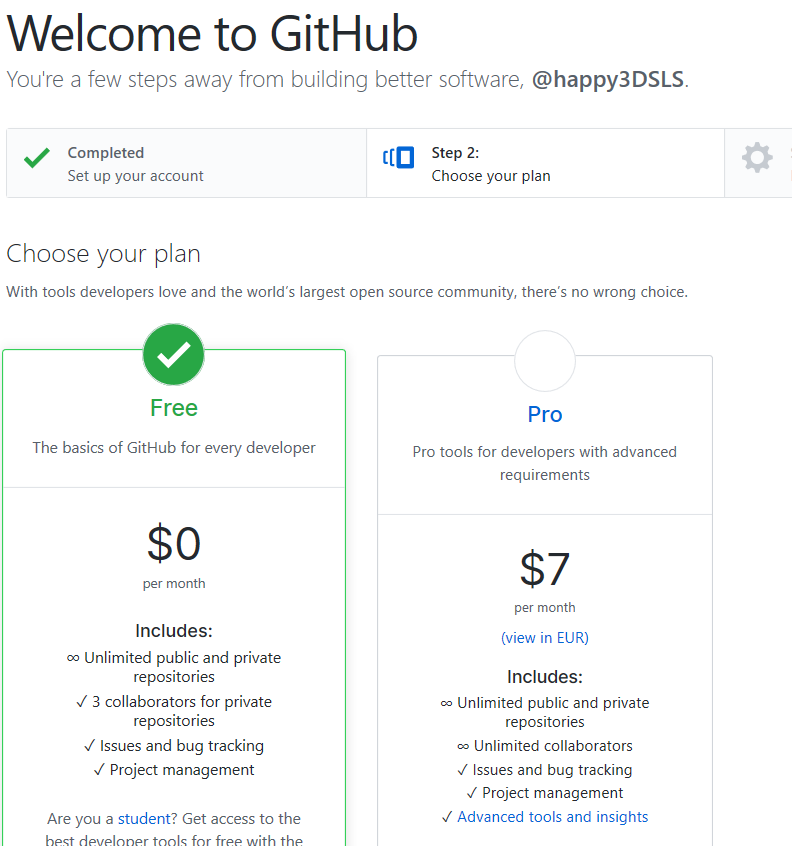 Welcome to GitHub
You're a few steps away from building better software, @happy3DSLS.
Completed
Set up your account
Step 2:
Choose your plan
Choose your plan
With tools developers love and the world's largest open source community, there's no wrong choice.
Free
The basics of GitHub for every developer
$0
per month
Includes:
∞ Unlimited public and private
repositories
✓ 3 collaborators for private
repositories
✓ Issues and bug tracking
✓ Project management
Are you a student? Get access to the
best developer tools for free with the
Pro
Pro tools for developers with advanced
requirements
$7
per month
(view in EUR)
Includes:
∞ Unlimited public and private
repositories
∞ Unlimited collaborators
✓ Issues and bug tracking
✓ Project management
✓ Advanced tools and insights